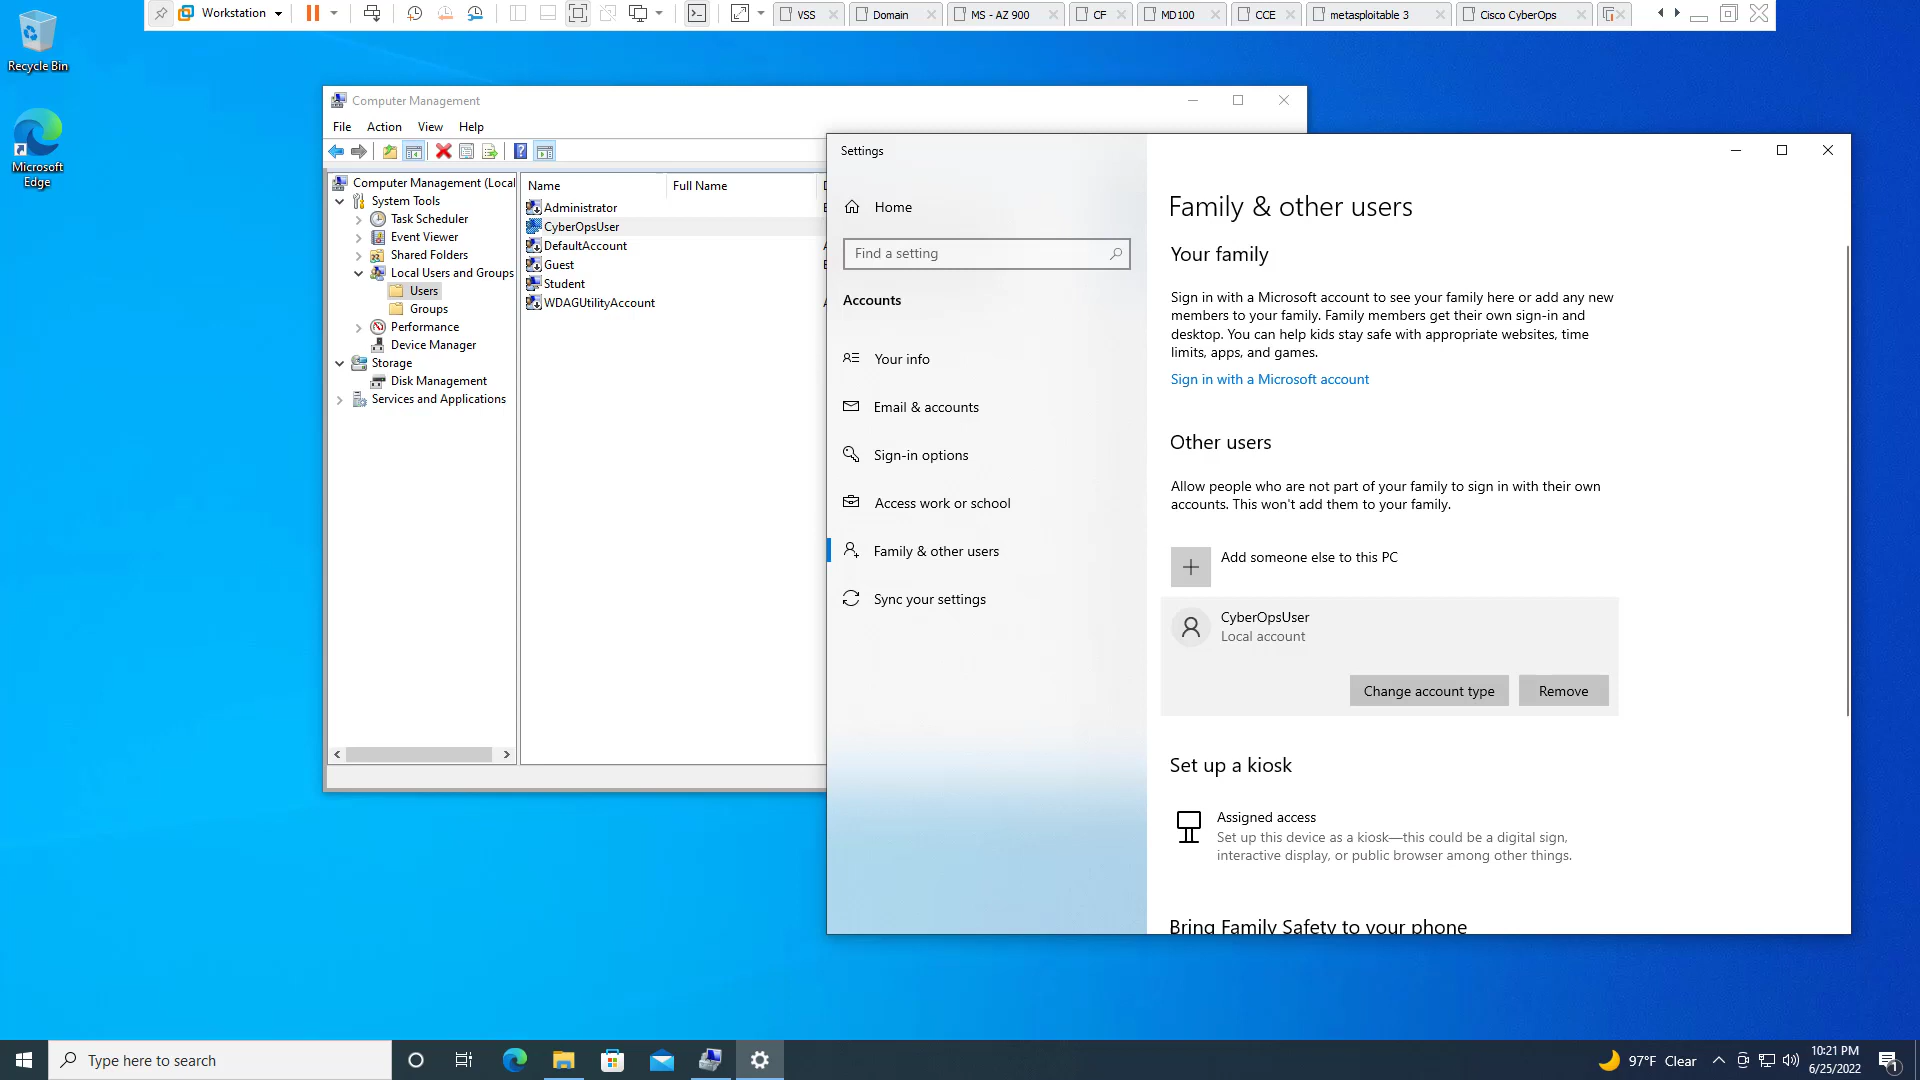 Workstation
VSS
Domain
MS - AZ 900
CF
MD100
CCE
metasploitable 3
Cisco CyberOps
Recycle Bin
Microsoft
Edge
Computer Management
File Action View Help
Computer Management (Local
System Tools
Task Scheduler
Event Viewer
Shared Folders
Local Users and Groups
Users
Groups
Performance
Device Manager
Storage
Disk Management
Services and Applications
Name Full Name
Administrator
CyberOpsUser
DefaultAccount
Guest
Student
WDAGUtilityAccount
Settings
Home
Find a setting
Accounts
Your info
Email & accounts
Sign-in options
Access work or school
Family & other users
Sync your settings
Family & other users
Your family
Sign in with a Microsoft account to see your family here or add any new
members to your family. Family members get their own sign-in and
desktop. You can help kids stay safe with appropriate websites, time
limits, apps, and games.
Sign in with a Microsoft account
Other users
Allow people who are not part of your family to sign in with their own
accounts. This won't add them to your family.
Add someone else to this PC
CyberOpsUser
Local account
Change account type
Remove
Set up a kiosk
Assigned access
Set up this device as a kiosk—this could be a digital sign,
interactive display, or public browser among other things.
Bring Family Safety to your phone
Type here to search
97°F Clear
10:21 PM
6/25/2022
1